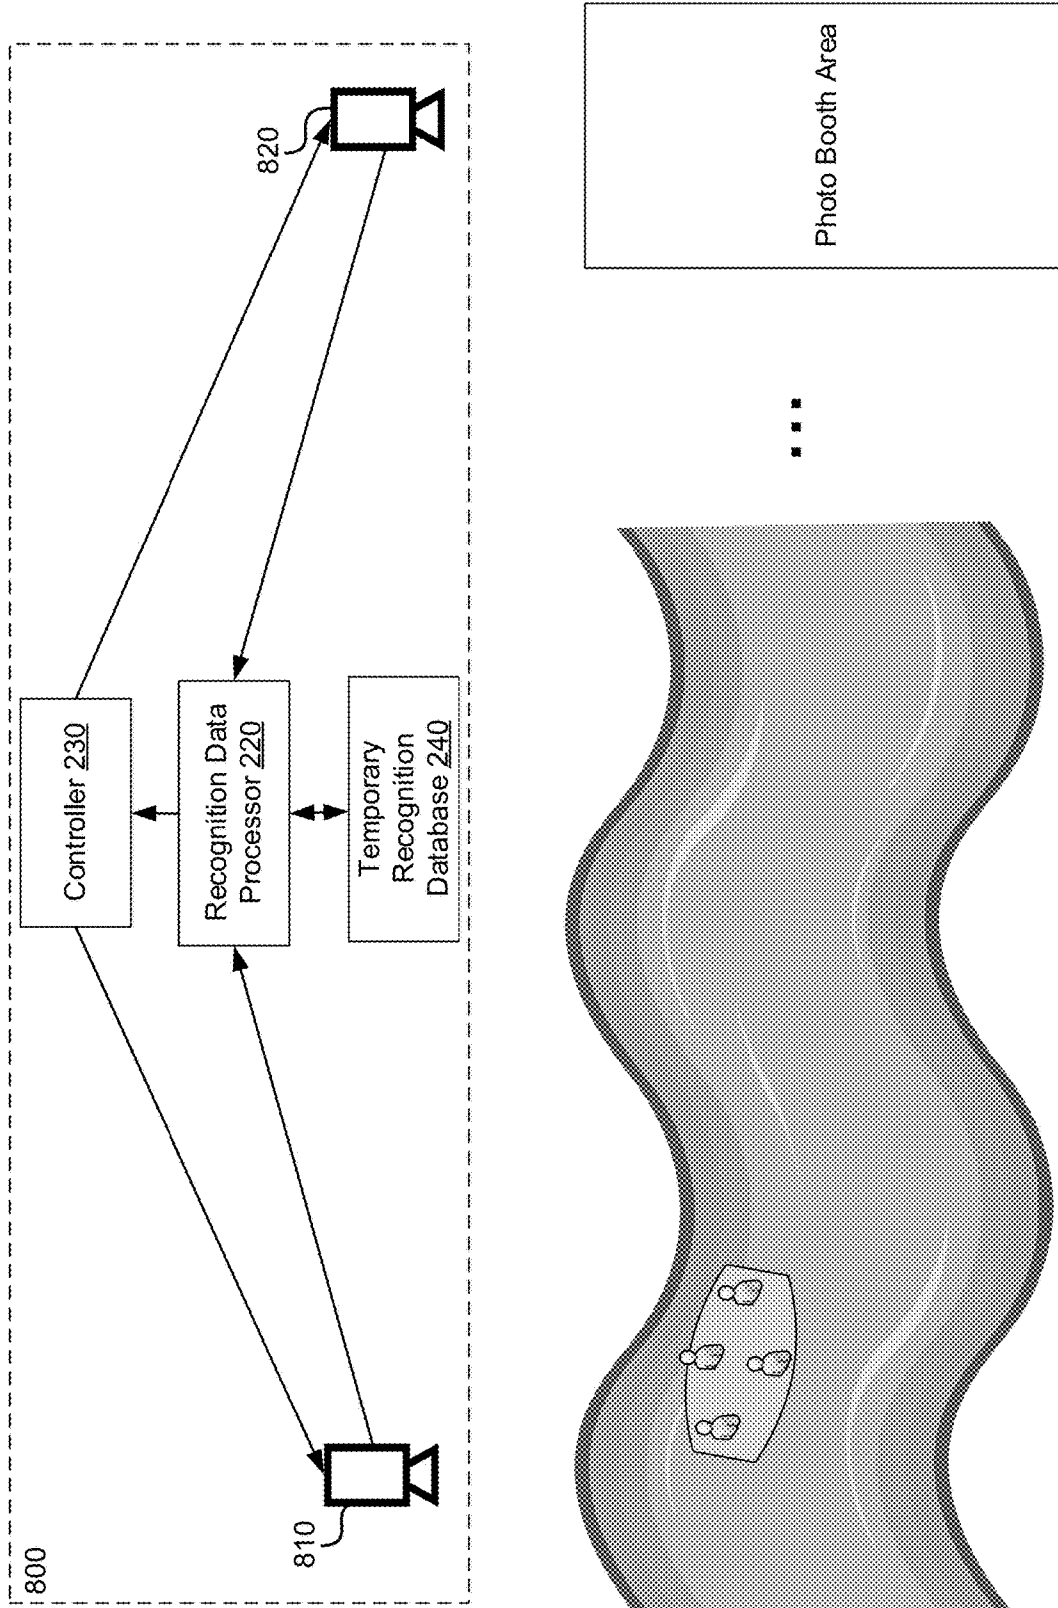 800
810
820
Controller 230
Recognition Data
Processor 220
Temporary
Recognition
Database 240
Photo Booth Area